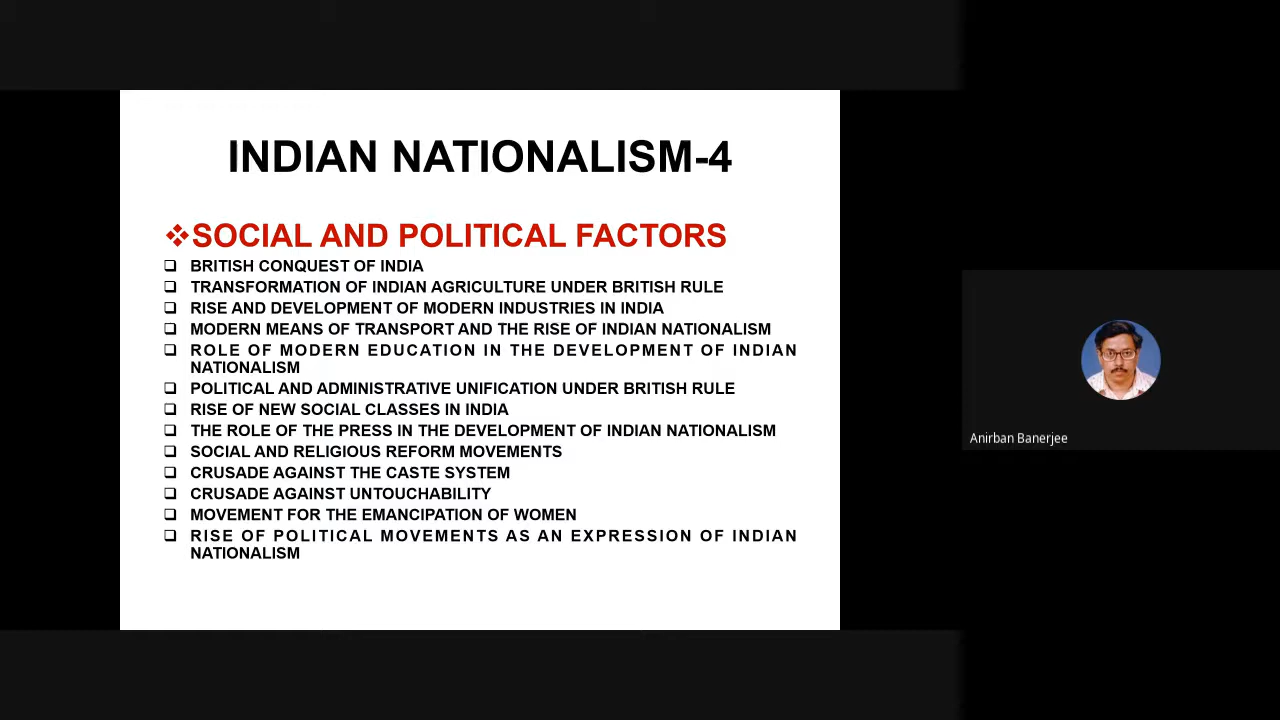 INDIAN NATIONALISM-4
❖SOCIAL AND POLITICAL FACTORS
❑ BRITISH CONQUEST OF INDIA
❑ TRANSFORMATION OF INDIAN AGRICULTURE UNDER BRITISH RULE
❑ RISE AND DEVELOPMENT OF MODERN INDUSTRIES IN INDIA
❑ MODERN MEANS OF TRANSPORT AND THE RISE OF INDIAN NATIONALISM
❑ ROLE OF MODERN EDUCATION IN THE DEVELOPMENT OF INDIAN
NATIONALISM
❑ POLITICAL AND ADMINISTRATIVE UNIFICATION UNDER BRITISH RULE
❑ RISE OF NEW SOCIAL CLASSES IN INDIA
❑ THE ROLE OF THE PRESS IN THE DEVELOPMENT OF INDIAN NATIONALISM
❑ SOCIAL AND RELIGIOUS REFORM MOVEMENTS
❑ CRUSADE AGAINST THE CASTE SYSTEM
❑ CRUSADE AGAINST UNTOUCHABILITY
❑ MOVEMENT FOR THE EMANCIPATION OF WOMEN
❑ RISE OF POLITICAL MOVEMENTS AS AN EXPRESSION OF INDIAN
NATIONALISM
Anirban Banerjee